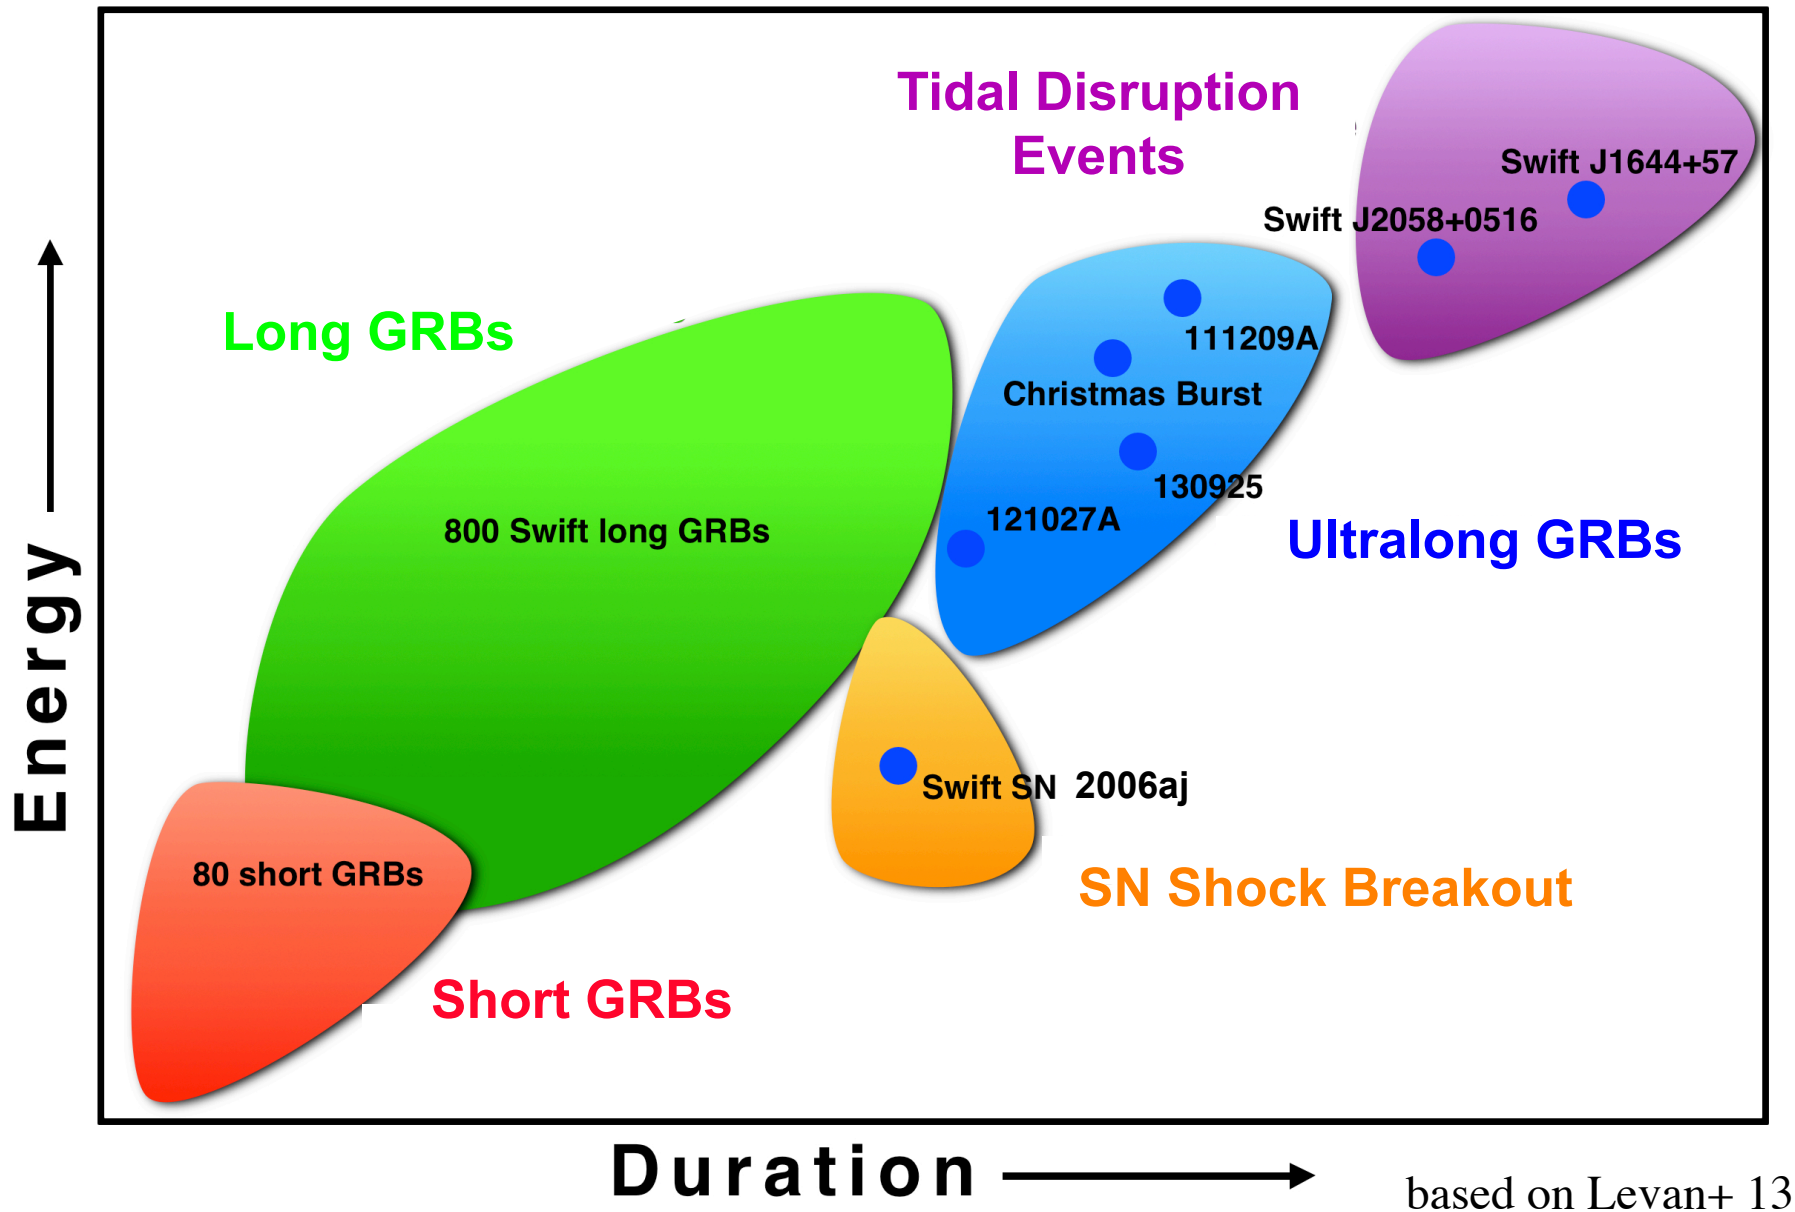 Tidal Disruption
Events
Swift J1644+57
Swift J2058+0516
Long GRBs
111209A
Christmas Burst
130925
121027A
800 Swift long GRBs
Ultralong GRBs
Energy
Swift SN 2006aj
80 short GRBs
SN Shock Breakout
Short GRBs
Duration
based on Levan+ 13